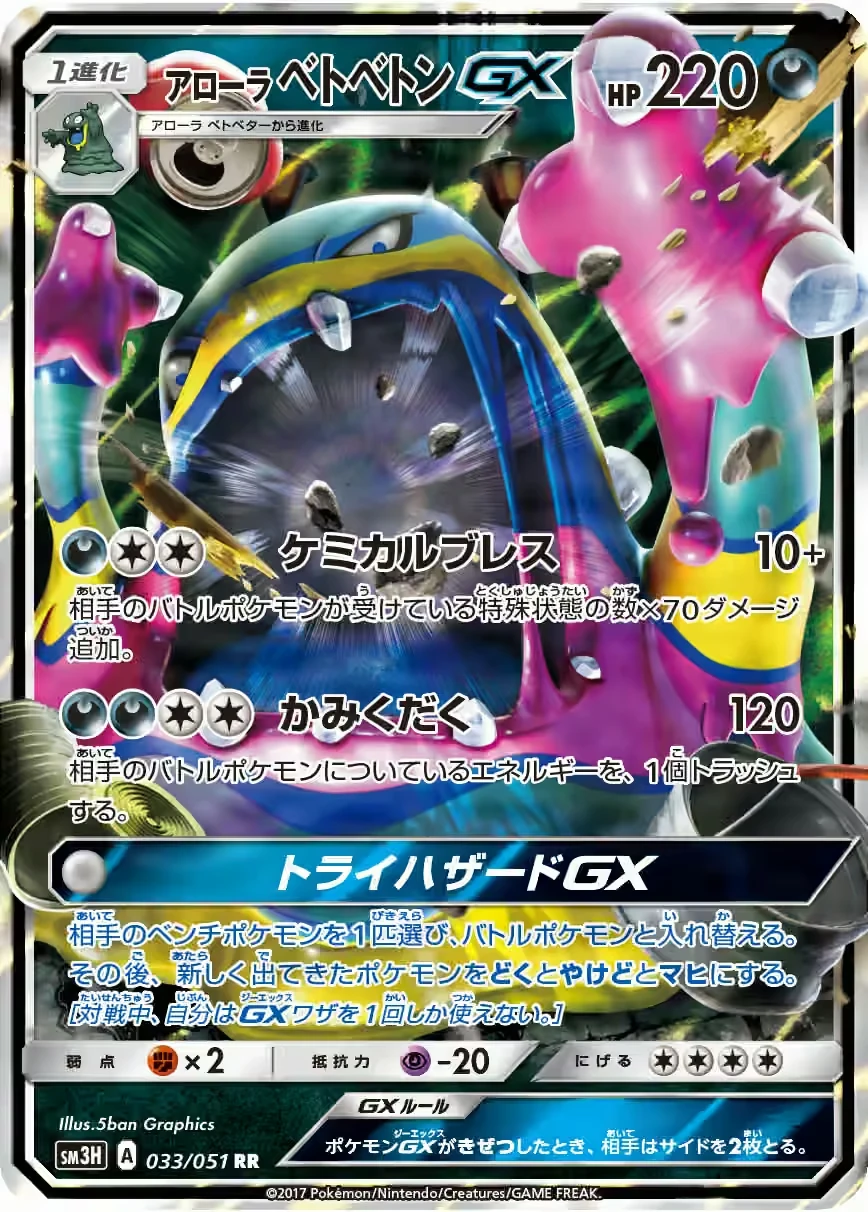 1進化
アローラ ベトベトンGX HP 220
アローラ ベトベターから進化
ケミカルブレス 10+
相手のバトルポケモンが受けている特殊状態の数×70ダメージ
追加。
かみくだく 120
相手のバトルポケモンについているエネルギーを、1個トラッシュ
する。
トライハザードGX
相手のベンチポケモンを1匹選び、バトルポケモンと入れ替える。
その後、新しく出てきたポケモンをどくとやけどとマヒにする。
[対戦中、自分はGXワザを1回しか使えない。]
弱点 ×2 抵抗力 -20 にげる
GXルール
Illus.5ban Graphics
ポケモンGXがきぜつしたとき、相手はサイドを2枚とる。
SM3H A 033/051 RR
©2017 Pokémon/Nintendo/Creatures/GAME FREAK.